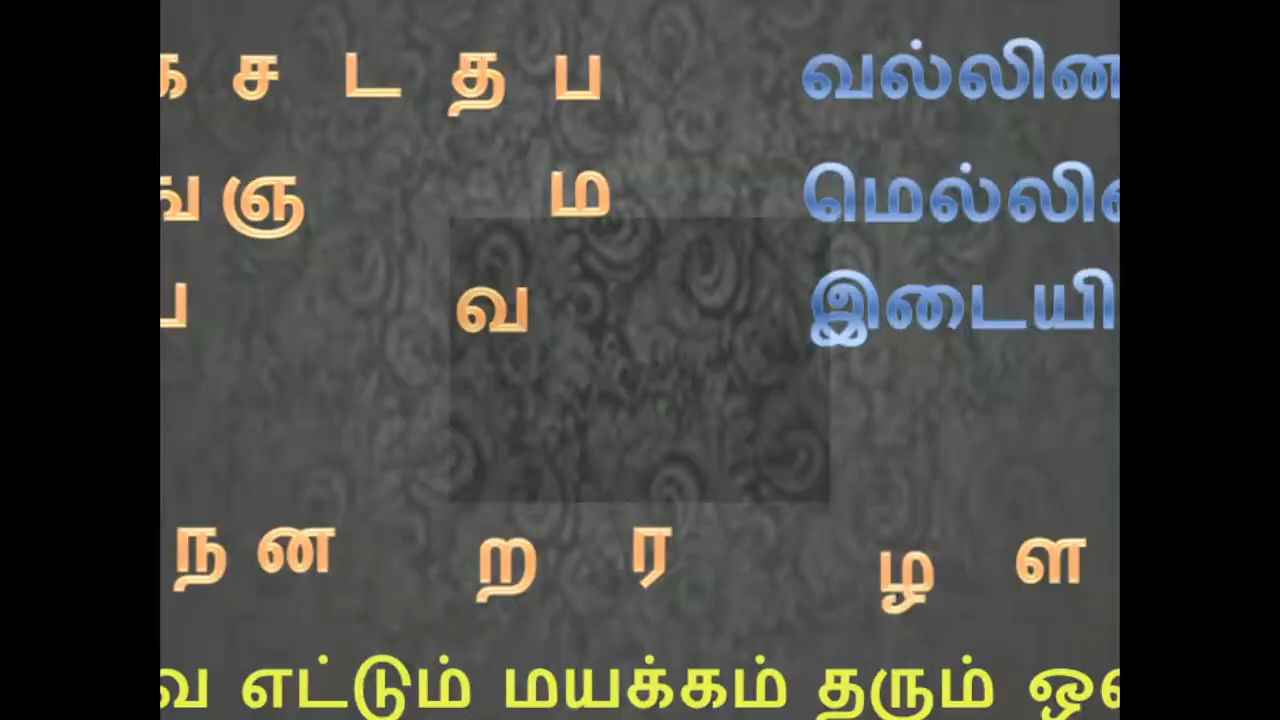 க ச ட த ப வல்லின
ங ஞ ம மெல்லி
ய வ இடையி
ந ன ற ர ழ ள
எட்டும் மயக்கம் தரும்